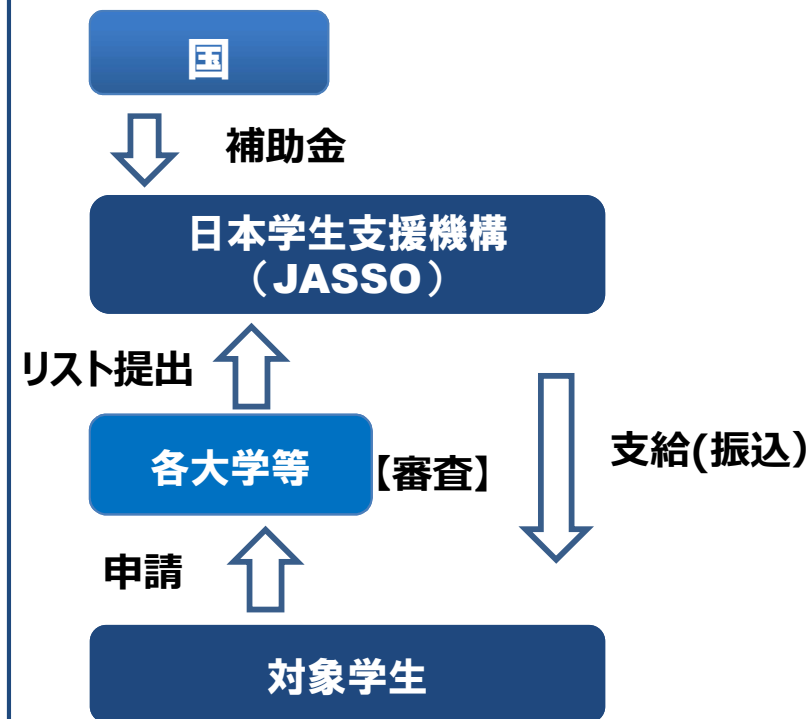 国
補助金
日本学生支援機構
（JASSO）
リスト提出
各大学等
【審査】
支給(振込）
申請
対象学生